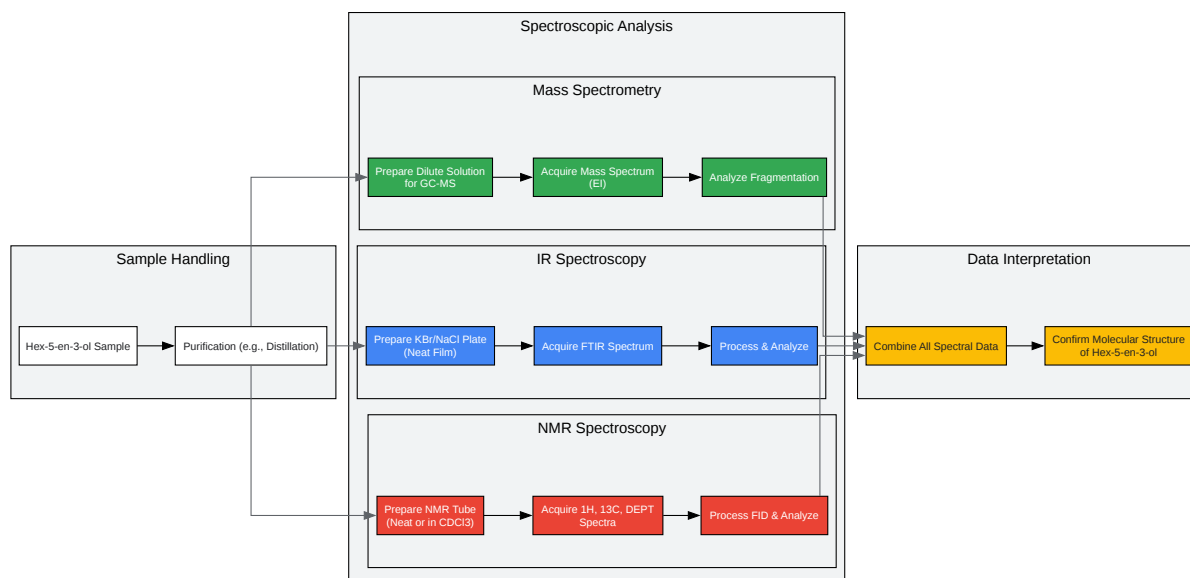 Spectroscopic Analysis
Mass Spectrometry
Prepare Dilute Solution
for GC-MS
Acquire Mass Spectrum
(EI)
Analyze Fragmentation
Sample Handling
Hex-5-en-3-ol Sample
Purification (e.g., Distillation)
IR Spectroscopy
Prepare KBr/NaCl Plate
(Neat Film)
Acquire FTIR Spectrum
Process & Analyze
Data Interpretation
Combine All Spectral Data
Confirm Molecular Structure
of Hex-5-en-3-ol
NMR Spectroscopy
Prepare NMR Tube
(Neat or in CDCl3)
Acquire 1H, 13C, DEPT
Spectra
Process FID & Analyze